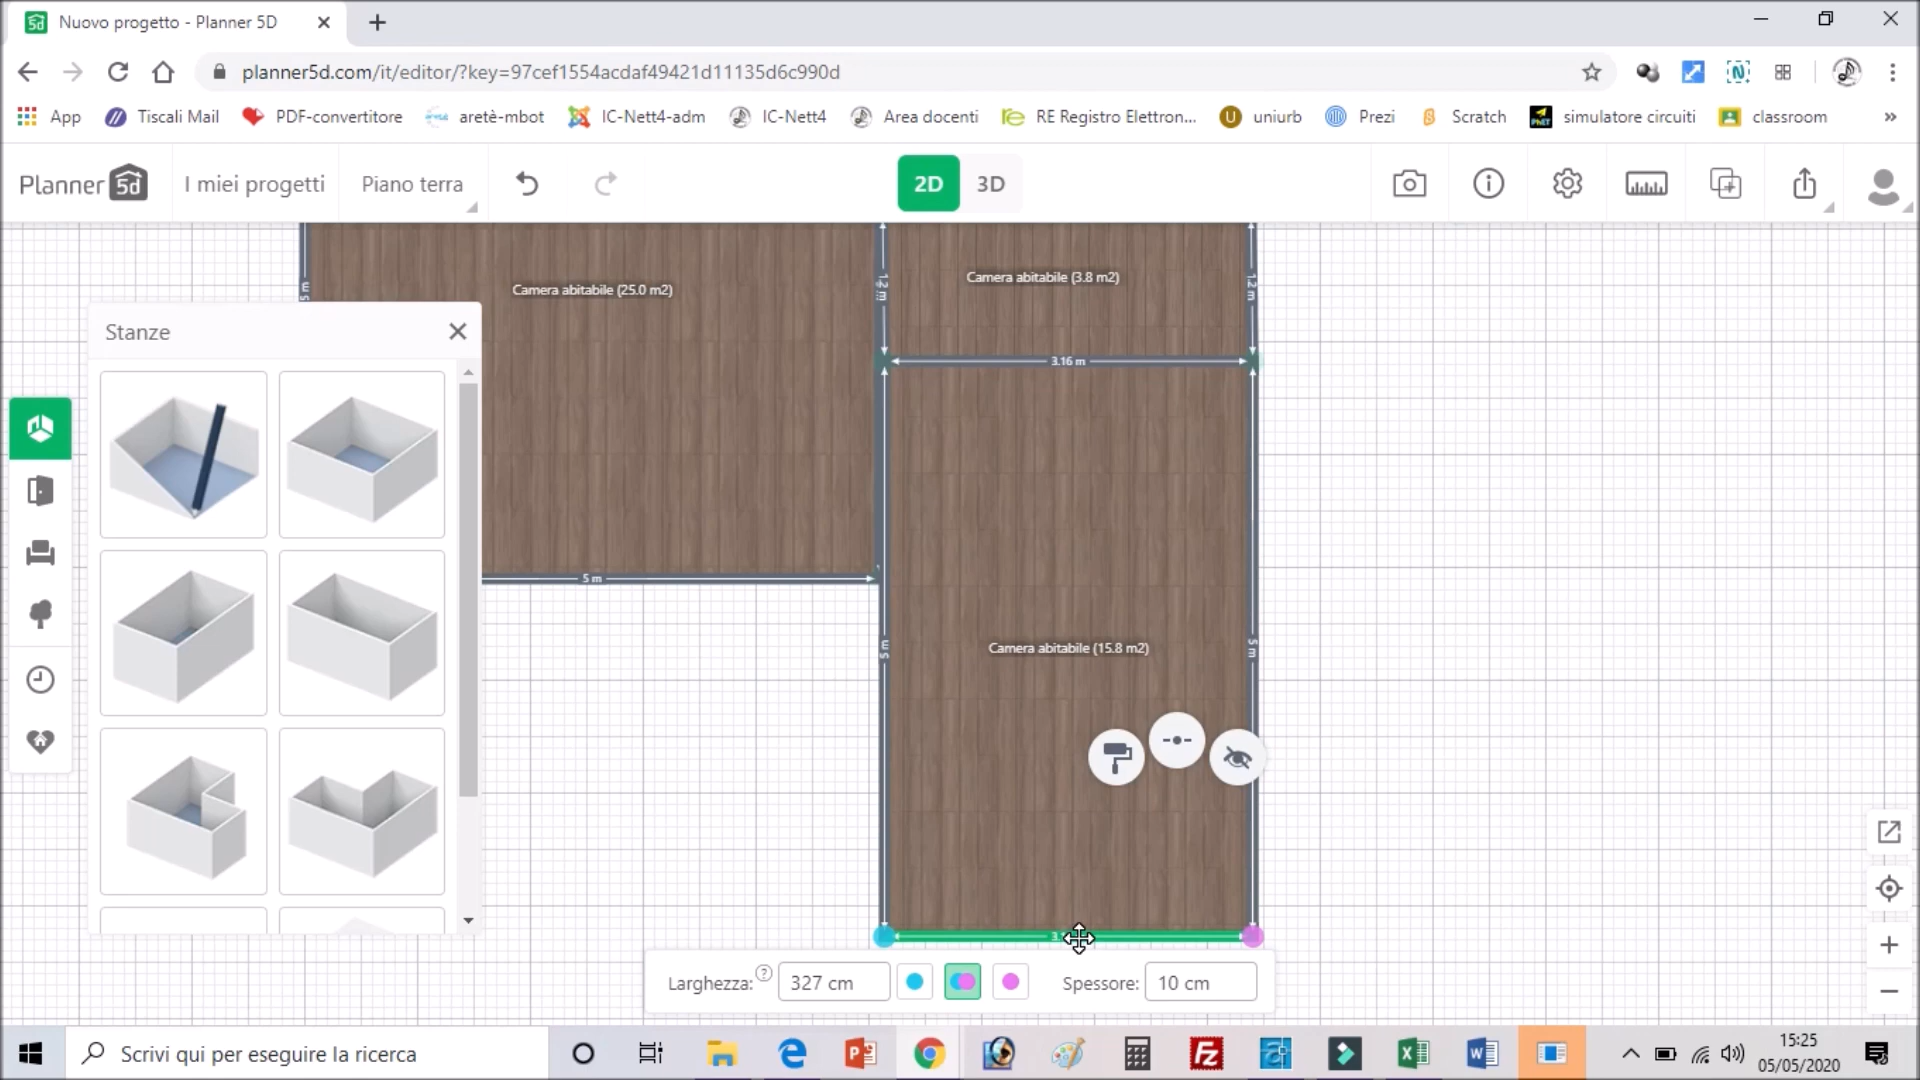 Nuovo progetto - Planner 5D
planner5d.com/it/editor/?key=97cef1554acdaf49421d11135d6c990d
App
Tiscali Mail
PDF-convertitore
aretè-mbot
IC-Nett4-adm
IC-Nett4
Area docenti
RE Registro Elettron...
uniurb
Prezi
Scratch
simulatore circuiti
classroom
Planner 5d
I miei progetti
Piano terra
2D
3D
Camera abitabile (25.0 m2)
Camera abitabile (3.8 m2)
1.2 m
3.16 m
Stanze
5 m
5 m
5 m
Camera abitabile (15.8 m2)
Larghezza:
?
327 cm
Spessore:
10 cm
Scrivi qui per eseguire la ricerca
15:25
05/05/2020